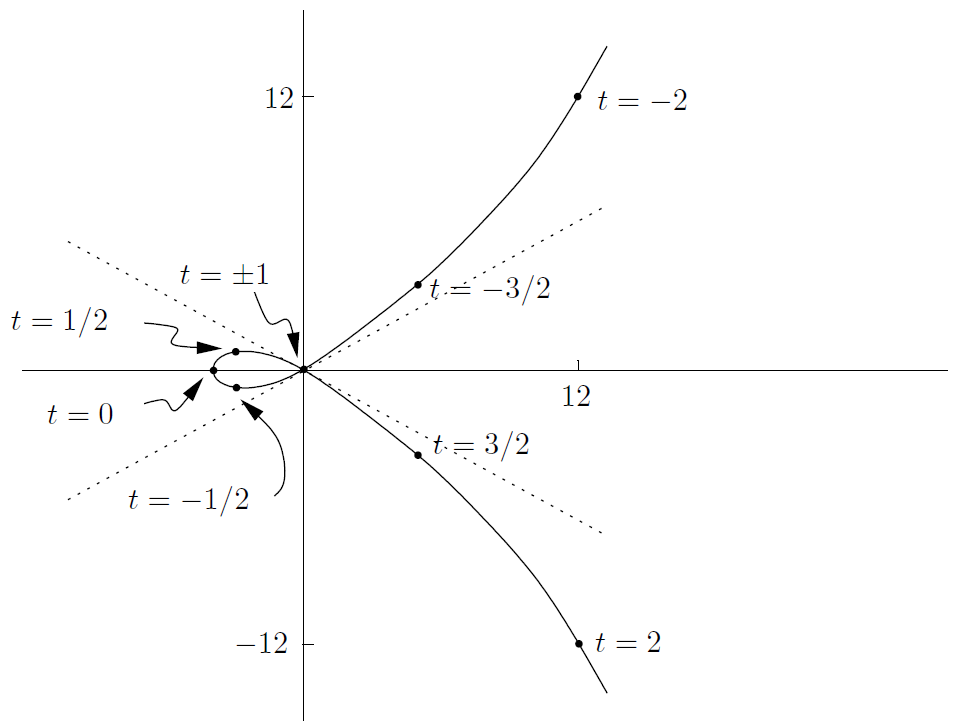 12
t = −2
t = ±1
t = −3/2
t = 1/2
12
t = 0
t = 3/2
t = −1/2
−12
t = 2